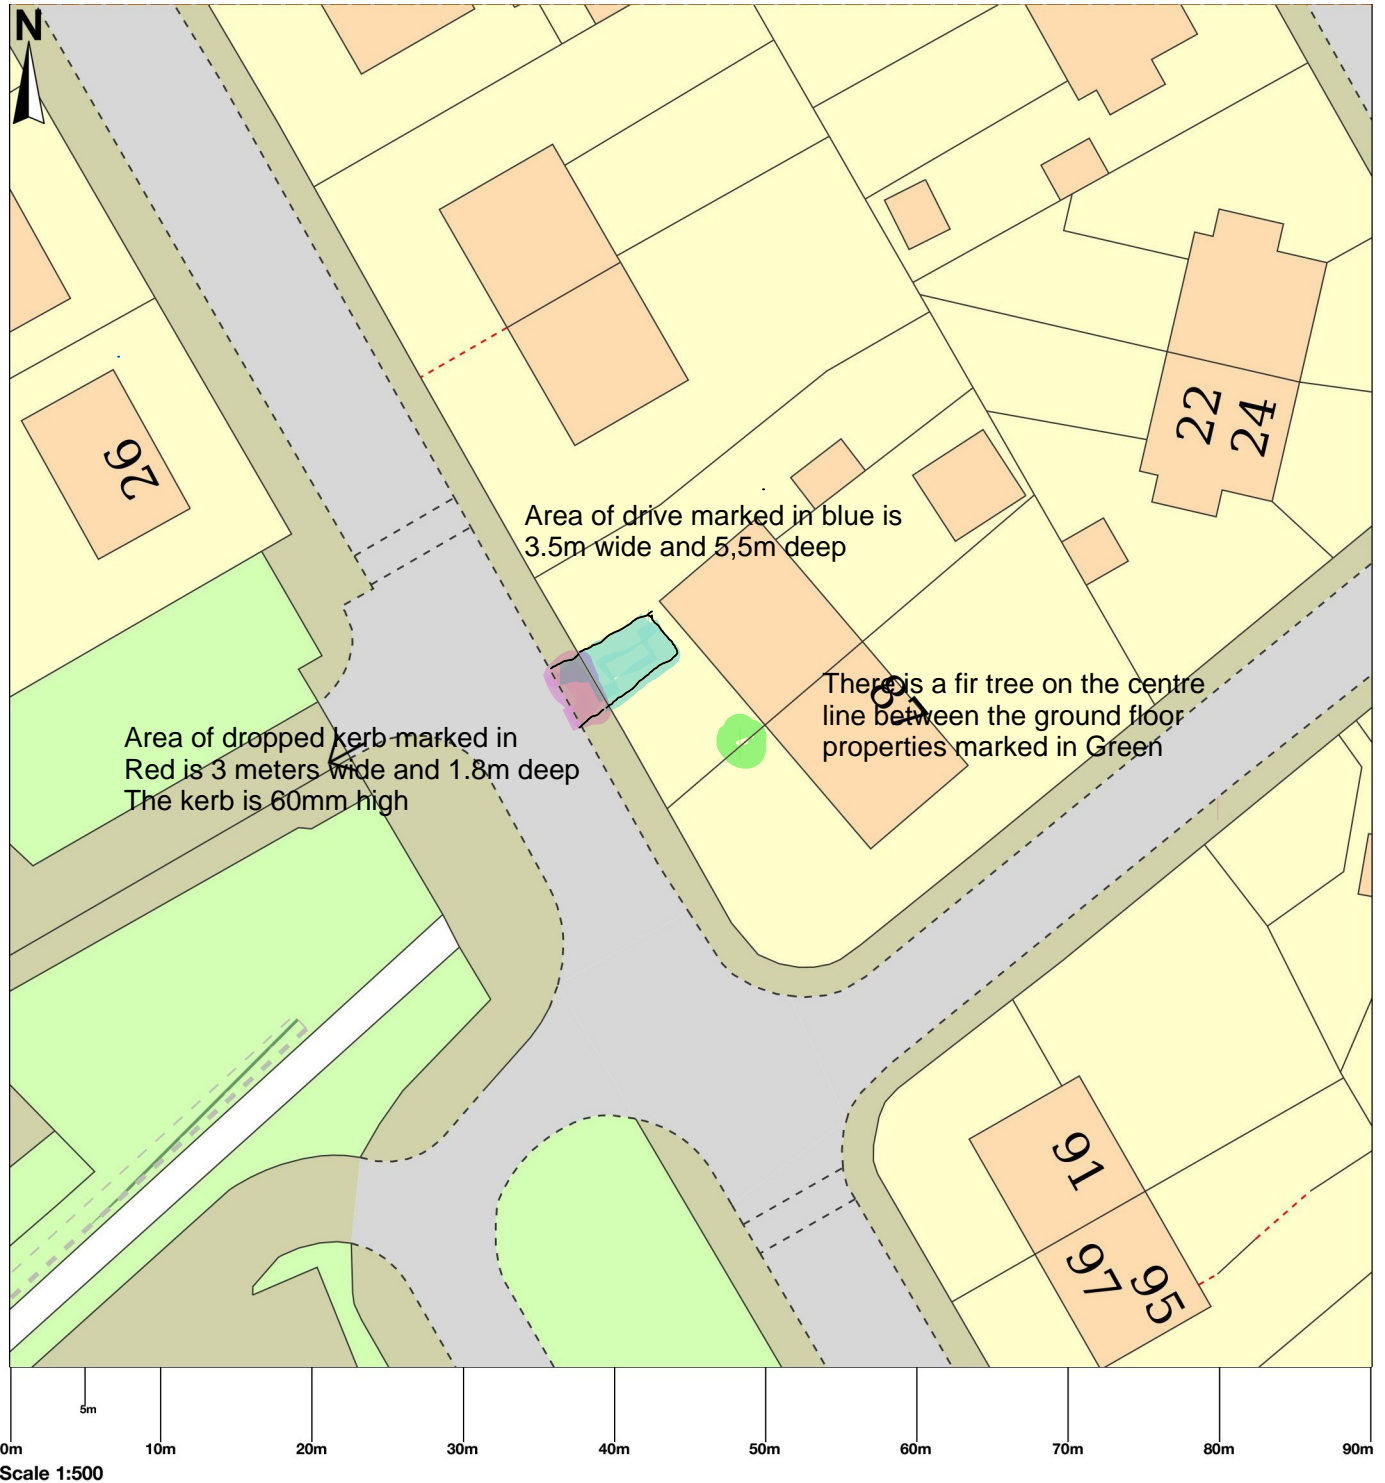 N
26
22
24
Area of drive marked in blue is
3.5m wide and 5,5m deep
There is a fir tree on the centre
line between the ground floor
properties marked in Green
Area of dropped kerb marked in
Red is 3 meters wide and 1.8m deep
The kerb is 60mm high
91
97
95
5m
0m 10m 20m 30m 40m 50m 60m 70m 80m 90m
Scale 1:500